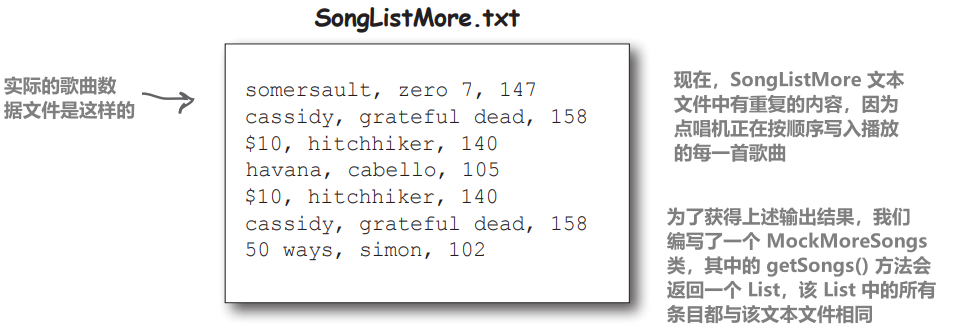 SongListMore.txt
实际的歌曲数
据文件是这样的
somersault, zero 7, 147
cassidy, grateful dead, 158
$10, hitchhiker, 140
havana, cabello, 105
$10, hitchhiker, 140
cassidy, grateful dead, 158
50 ways, simon, 102
现在，SongListMore 文本
文件中有重复的内容，因为
点唱机正在按顺序写入播放
的每一首歌曲
为了获得上述输出结果，我们
编写了一个 MockMoreSongs
类，其中的 getSongs() 方法会
返回一个 List，该 List 中的所有
条目都与该文本文件相同